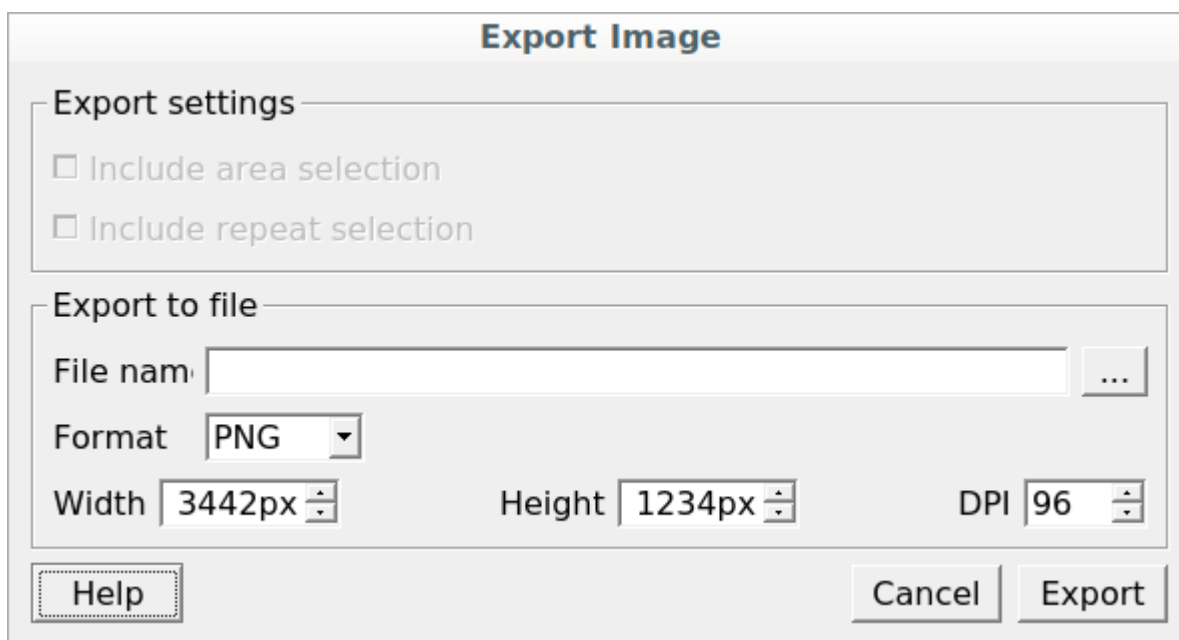 Export Image
Export settings
Include area selection
Include repeat selection
Export to file
File nam
...
Format PNG
Width 3442px Height 1234px DPI 96
Help Cancel Export